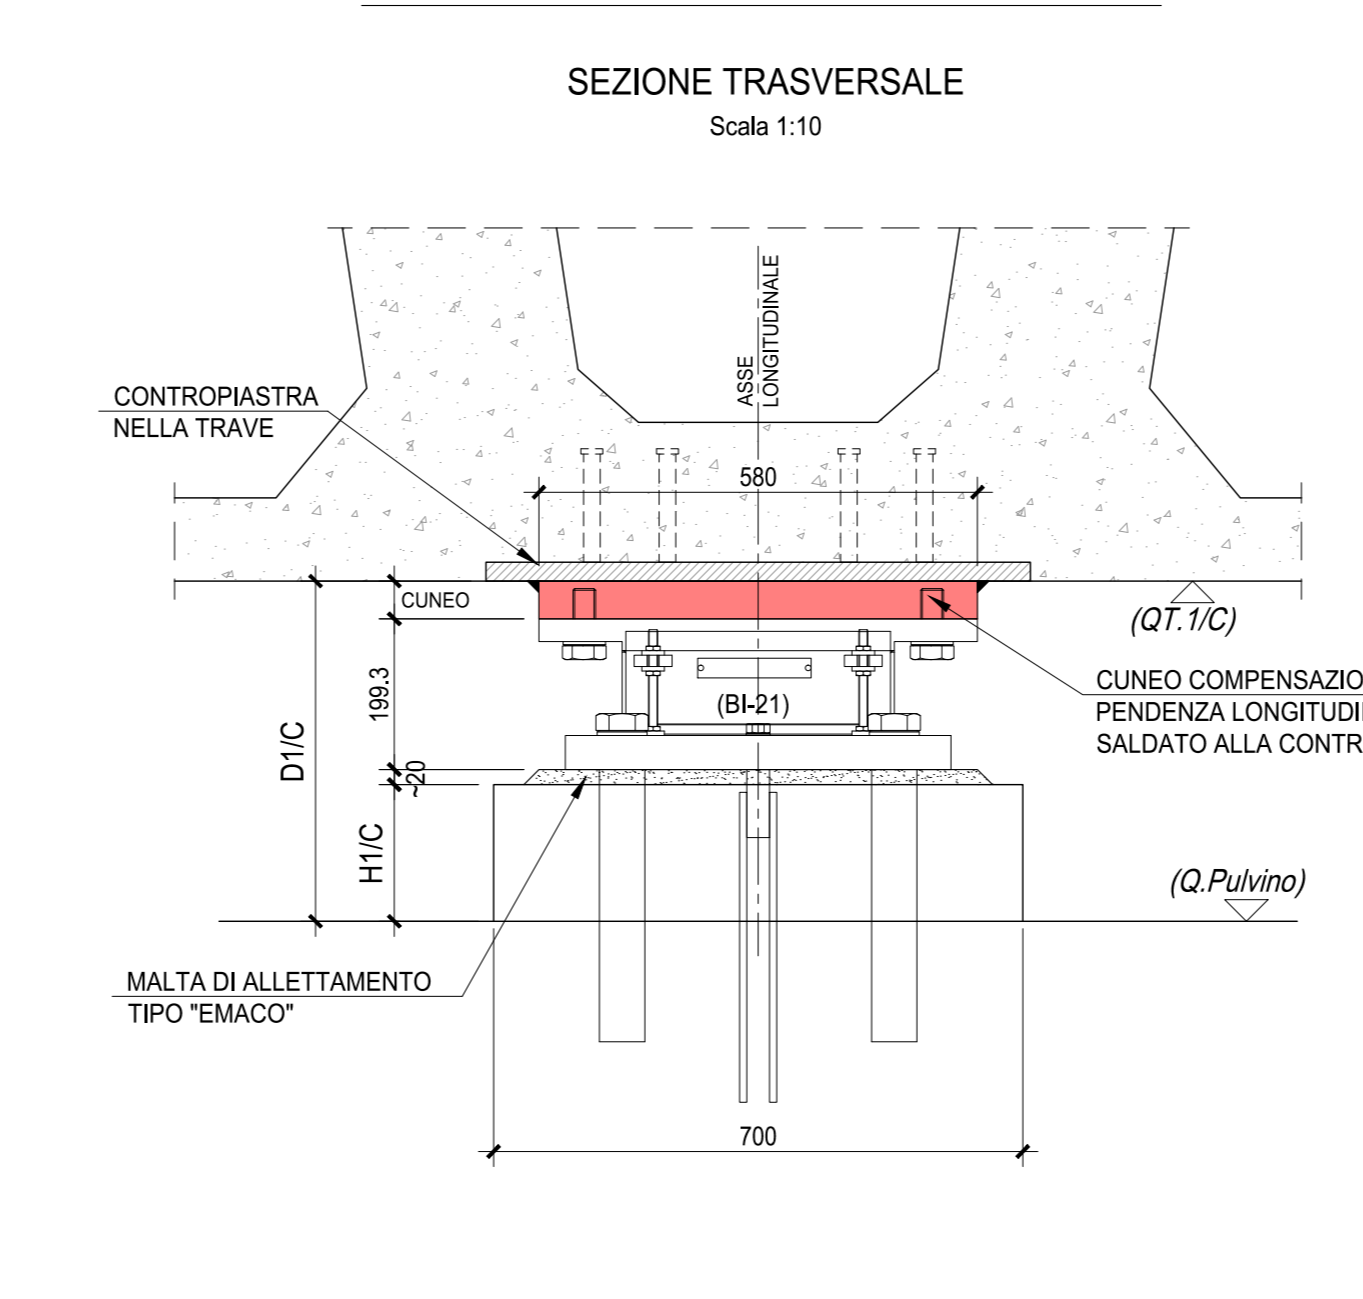 SEZIONE TRASVERSALE
Scala 1:10
ASSE
LONGITUDINALE
CONTROPIASTRA
NELLA TRAVE
580
CUNEO
(QT.1/C)
199.3
CUNEO COMPENSAZIO
PENDENZA LONGITUDI
SALDATO ALLA CONTR
(BI-21)
D1/C
~20
H1/C
(Q.Pulvino)
MALTA DI ALLETTAMENTO
TIPO "EMACO"
700